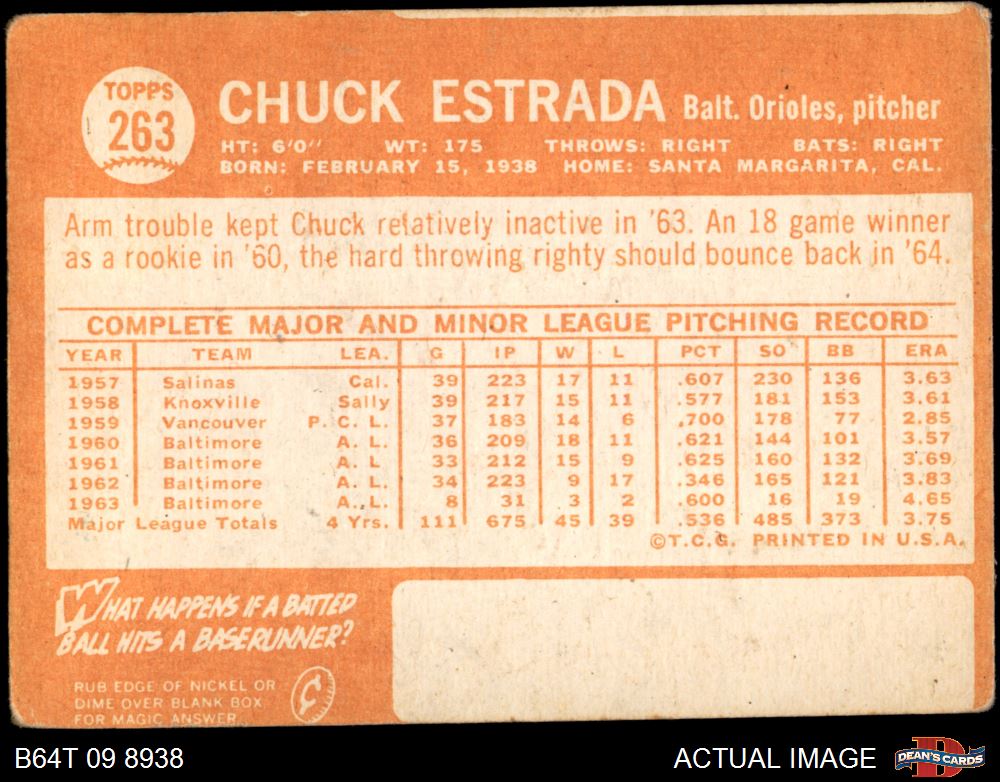 TOPPS
263
CHUCK ESTRADA Balt. Orioles, pitcher
HT: 6'0" WT: 175 THROWS: RIGHT BATS: RIGHT
BORN: FEBRUARY 15, 1938 HOME: SANTA MARGARITA, CAL.
Arm trouble kept Chuck relatively inactive in '63. An 18 game winner
as a rookie in '60, the hard throwing righty should bounce back in '64.
COMPLETE MAJOR AND MINOR LEAGUE PITCHING RECORD
YEAR TEAM LEA. G IP W L PCT SO BB ERA
1957 Salinas Cal. 39 223 17 11 .607 230 136 3.63
1958 Knoxville Sally 39 217 15 11 .577 181 153 3.61
1959 Vancouver P. C. L. 37 183 14 6 .700 178 77 2.85
1960 Baltimore A. L. 36 209 18 11 .621 144 101 3.57
1961 Baltimore A. L 33 212 15 9 .625 160 132 3.69
1962 Baltimore A. L. 34 223 9 17 .346 165 121 3.83
1963 Baltimore A. L. 8 31 3 2 .600 16 19 4.65
Major League Totals 4 Yrs. 111 675 45 39 .536 485 373 3.75
©T.C.G. PRINTED IN U.S.A.
WHAT HAPPENS IF A BATTED
BALL HITS A BASERUNNER?
RUB EDGE OF NICKEL OR
DIME OVER BLANK BOX
FOR MAGIC ANSWER
B64T 09 8938 ACTUAL IMAGE
DEAN'S CARDS